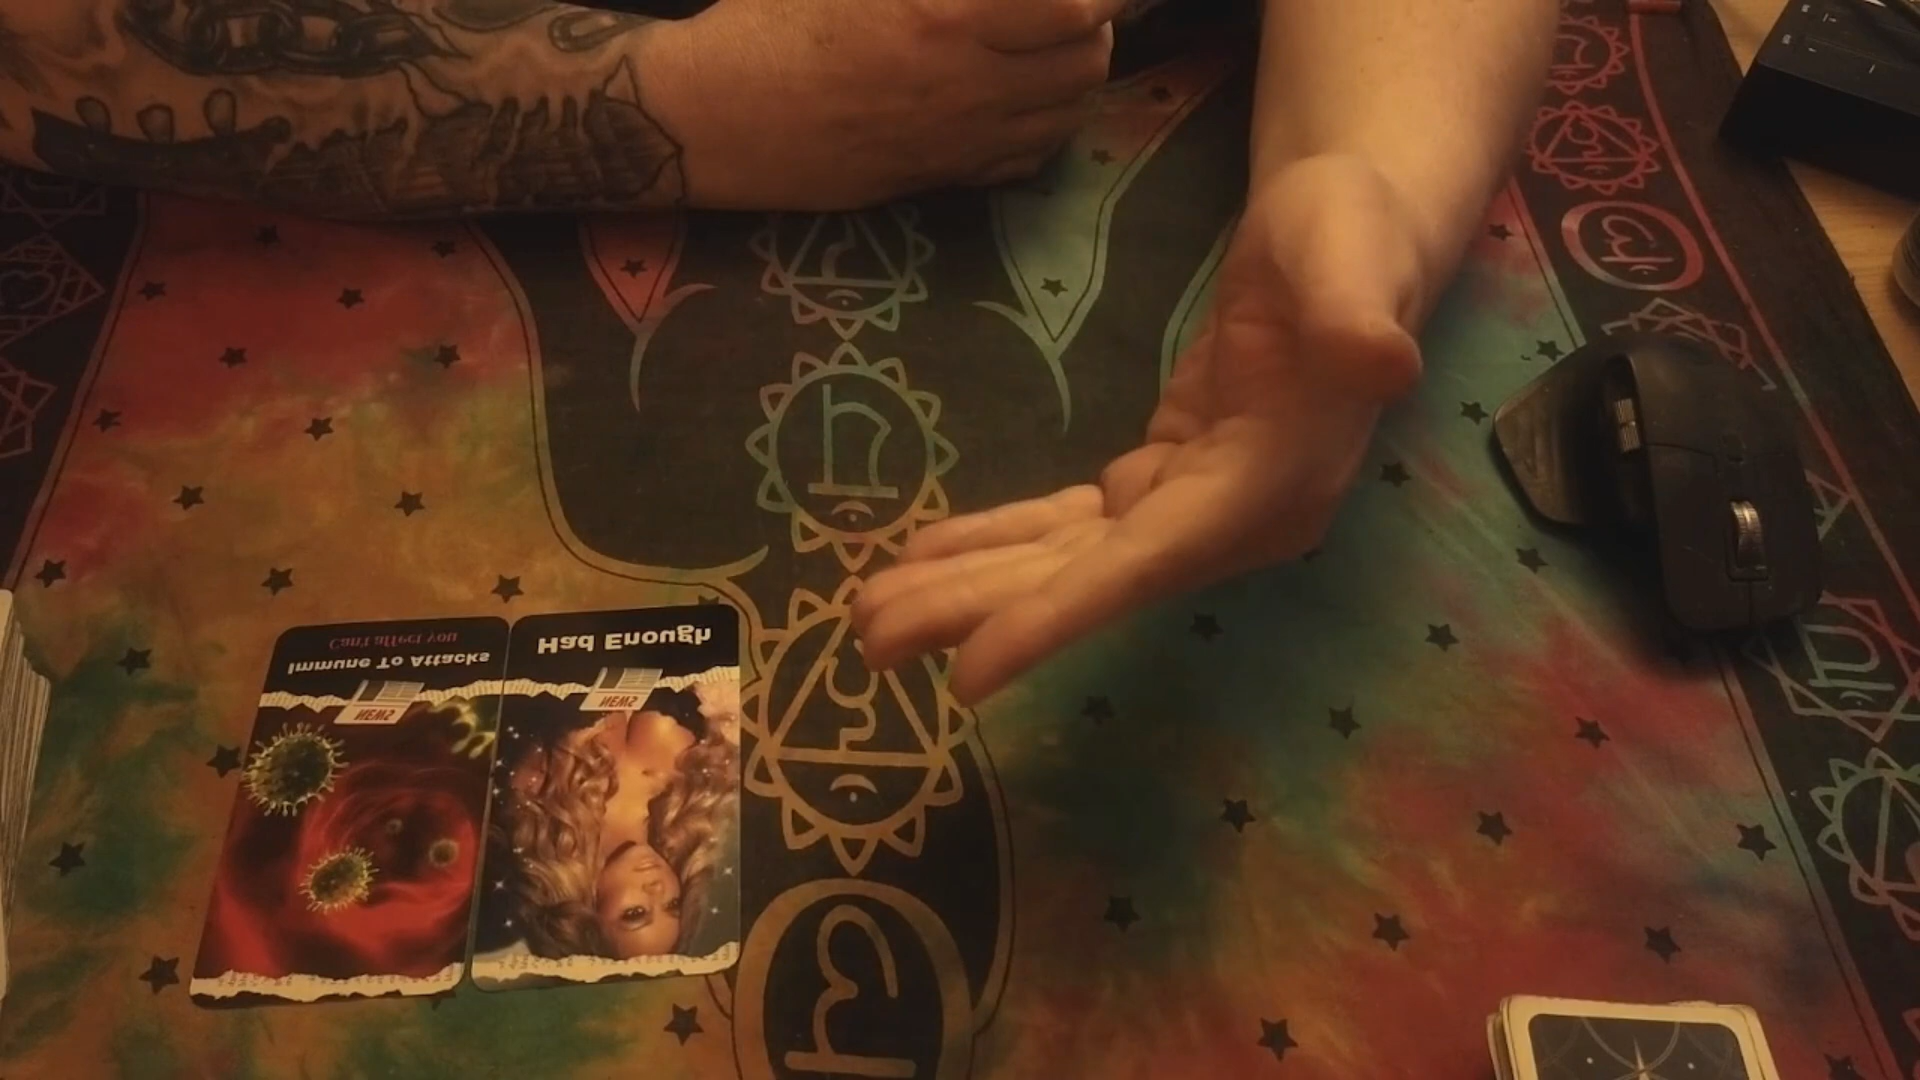 Can't affect you
Immune To Attacks
NEWS
Had Enough
NEWS